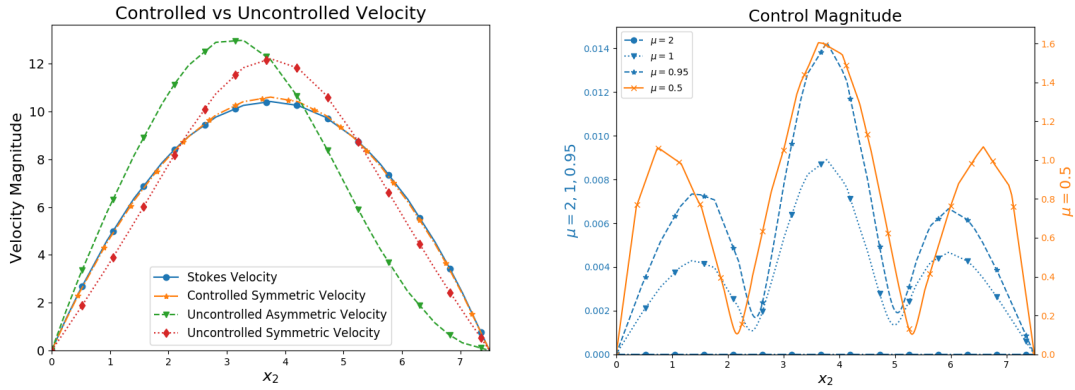 Controlled vs Uncontrolled Velocity
Velocity Magnitude
12
10
8
6
4
2
0
Stokes Velocity
Controlled Symmetric Velocity
Uncontrolled Asymmetric Velocity
Uncontrolled Symmetric Velocity
0 1 2 3 4 5 6 7
x₂
Control Magnitude
μ = 2, 1, 0.95
0.014
0.012
0.010
0.008
0.006
0.004
0.002
0.000
μ = 2
μ = 1
μ = 0.95
μ = 0.5
1.6
1.4
1.2
1.0
0.8
0.6
0.4
0.2
0.0
μ = 0.5
0 1 2 3 4 5 6 7
x₂